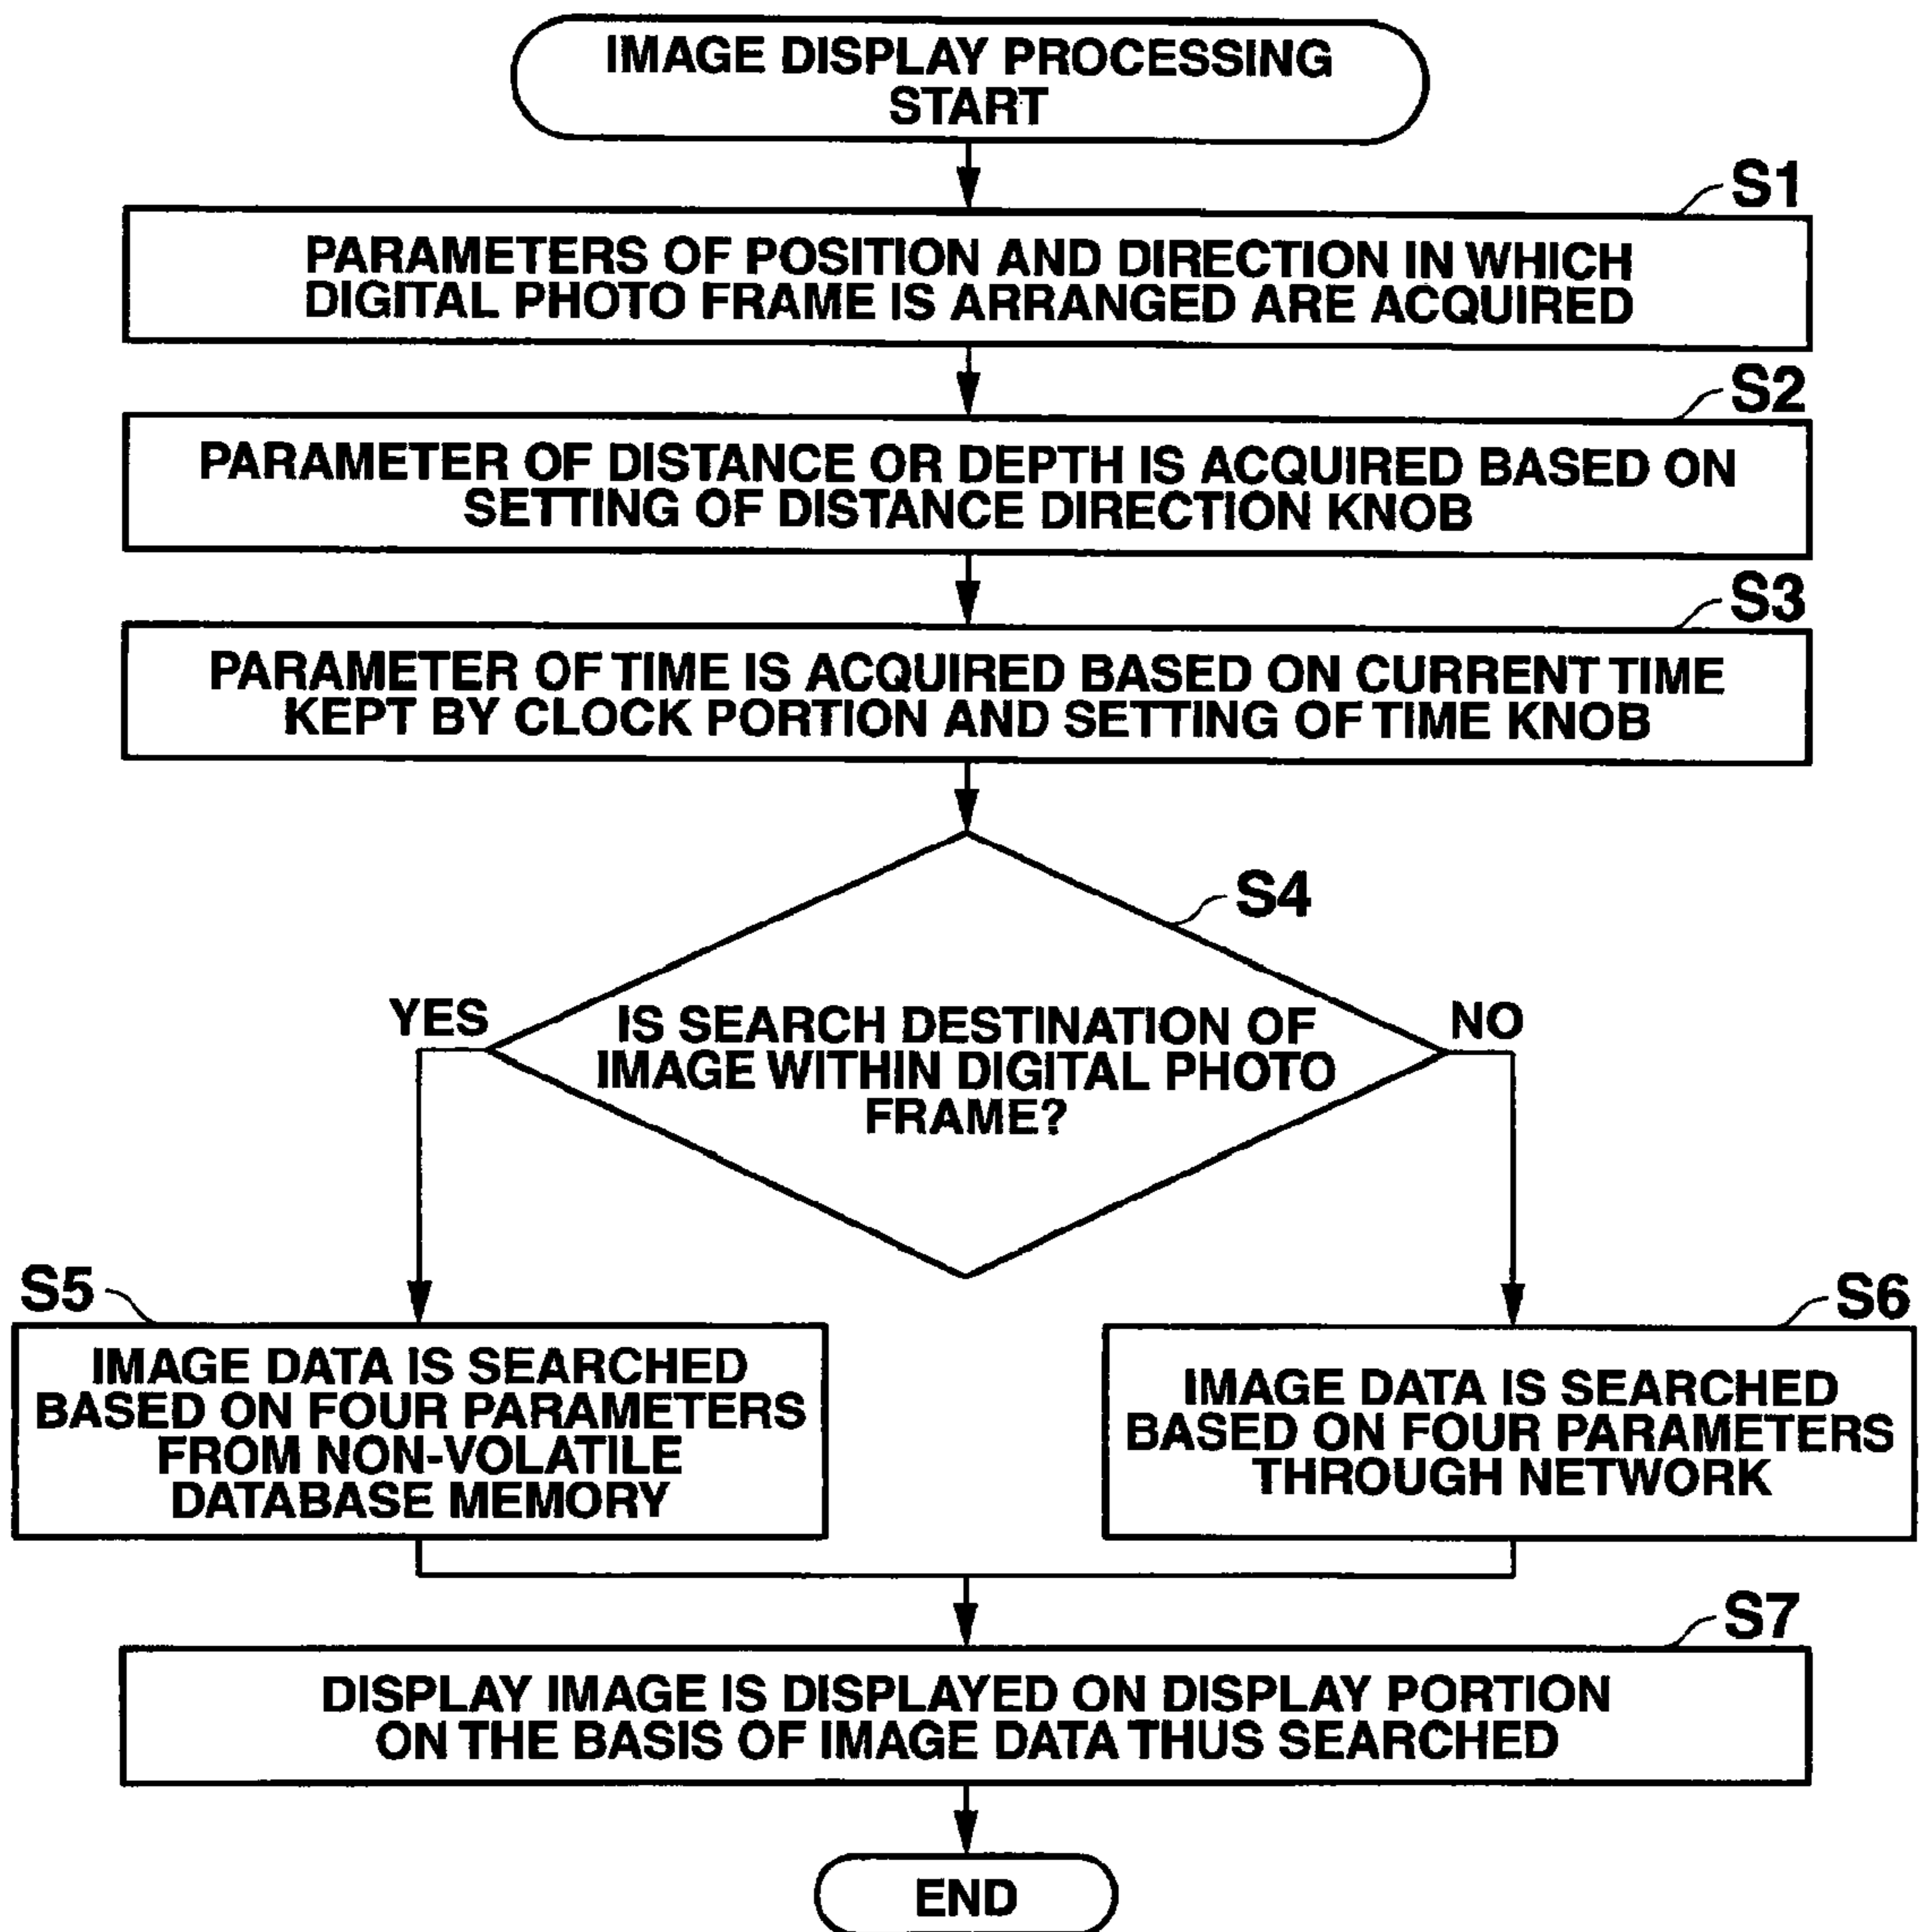 IMAGE DISPLAY PROCESSING
START
S1
PARAMETERS OF POSITION AND DIRECTION IN WHICH
DIGITAL PHOTO FRAME IS ARRANGED ARE ACQUIRED
S2
PARAMETER OF DISTANCE OR DEPTH IS ACQUIRED BASED ON
SETTING OF DISTANCE DIRECTION KNOB
S3
PARAMETER OF TIME IS ACQUIRED BASED ON CURRENT TIME
KEPT BY CLOCK PORTION AND SETTING OF TIME KNOB
S4
YES
IS SEARCH DESTINATION OF
IMAGE WITHIN DIGITAL PHOTO
FRAME?
NO
S5
IMAGE DATA IS SEARCHED
BASED ON FOUR PARAMETERS
FROM NON-VOLATILE
DATABASE MEMORY
S6
IMAGE DATA IS SEARCHED
BASED ON FOUR PARAMETERS
THROUGH NETWORK
S7
DISPLAY IMAGE IS DISPLAYED ON DISPLAY PORTION
ON THE BASIS OF IMAGE DATA THUS SEARCHED
END